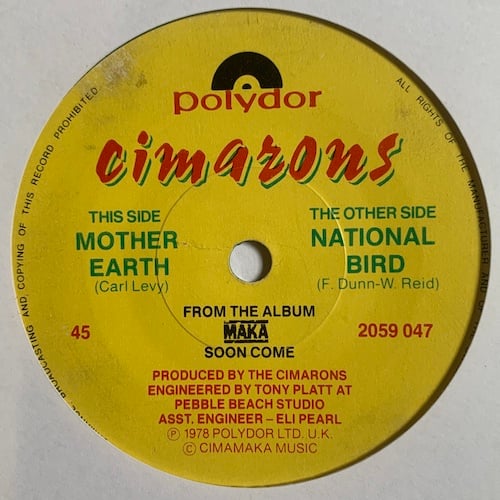 polydor
cimarons
THIS SIDE
MOTHER
EARTH
(Carl Levy)
THE OTHER SIDE
NATIONAL
BIRD
(F. Dunn-W. Reid)
FROM THE ALBUM
MAKA
SOON COME
45
2059 047
PRODUCED BY THE CIMARONS
ENGINEERED BY TONY PLATT AT
PEBBLE BEACH STUDIO
ASST. ENGINEER – ELI PEARL
Ⓟ 1978 POLYDOR LTD. U.K.
© CIMAMAKA MUSIC
BROADCASTING AND COPYING OF THIS RECORD PROHIBITED
ALL RIGHTS OF THE MANUFACTURER AND OF